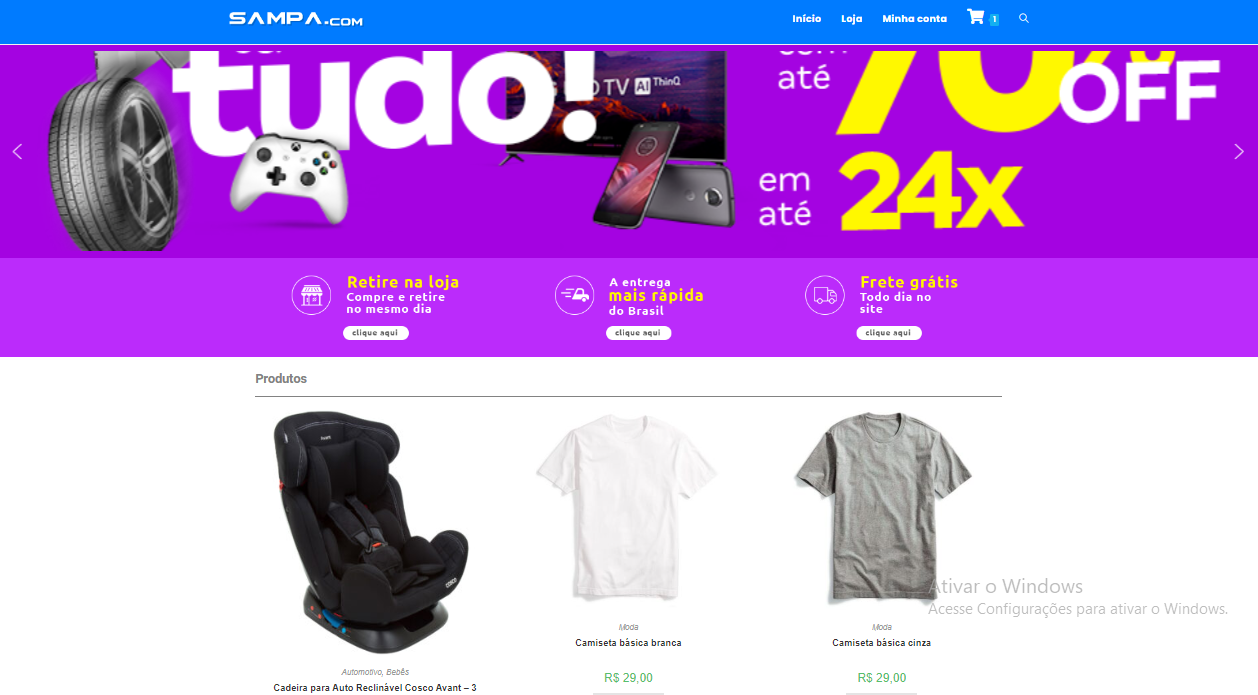 SAMPA.COM
Início Loja Minha conta 1
tudo!
TV AI ThinQ
até
70% OFF
em até 24x
Retire na loja
Compre e retire
no mesmo dia
clique aqui
A entrega
mais rápida
do Brasil
clique aqui
Frete grátis
Todo dia no
site
clique aqui
Produtos
Automotivo, Bebês
Cadeira para Auto Reclinável Cosco Avant – 3
Moda
Camiseta básica branca
R$ 29,00
Moda
Camiseta básica cinza
R$ 29,00
Ativar o Windows
Acesse Configurações para ativar o Windows.